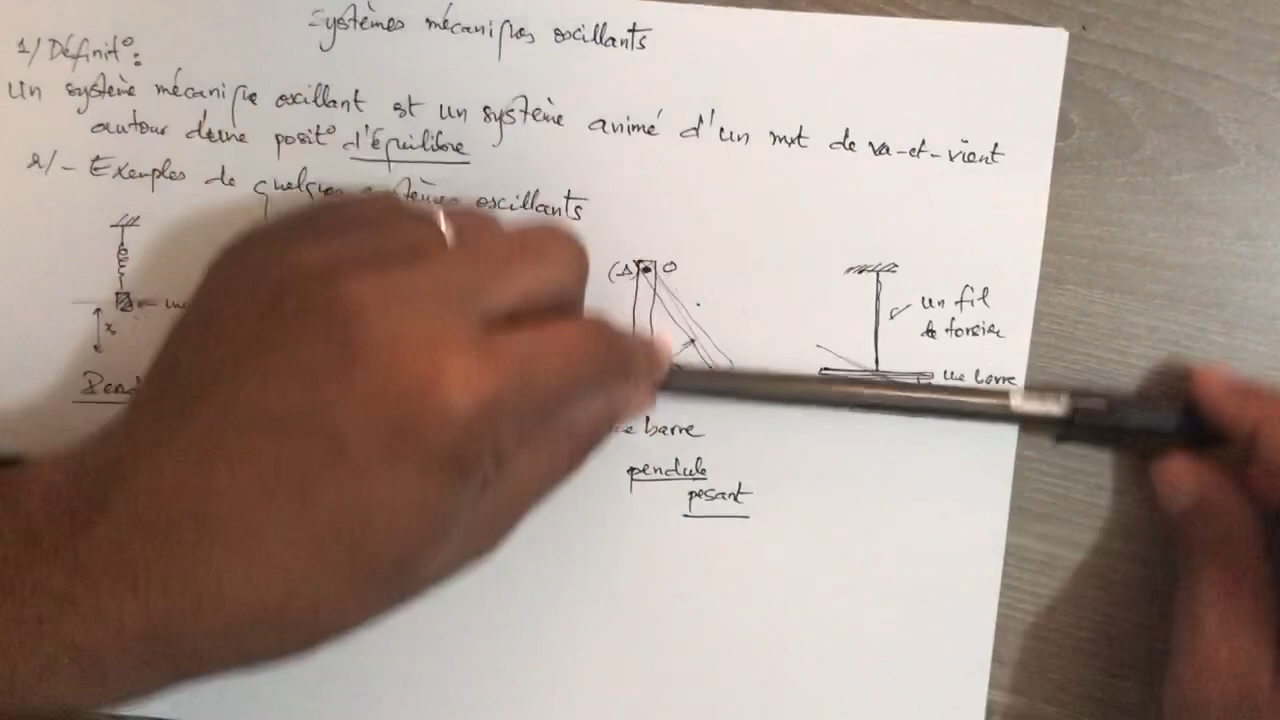 Systèmes mécaniques oscillants
1/ Définit°:
Un système mécanique oscillant est un système animé d'un mvt de va-et-vient
autour d'une posit° d'équilibre
2/- Exemples de quelques systèmes oscillants
(Δ) O
un fil
de torsion
x
une barre
barre
pendule
pesant